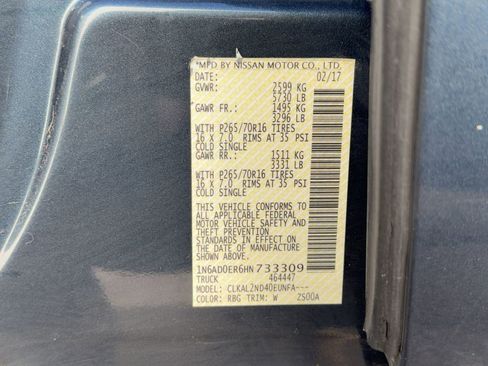 MFD BY NISSAN MOTOR CO., LTD.
DATE: 02/17
GVWR: 2599 KG
5730 LB
GAWR FR.: 1495 KG
3296 LB
WITH P265/70R16 TIRES
16 X 7.0 RIMS AT 35 PSI
COLD SINGLE
GAWR RR.: 1511 KG
3331 LB
WITH P265/70R16 TIRES
16 X 7.0 RIMS AT 35 PSI
COLD SINGLE
THIS VEHICLE CONFORMS TO
ALL APPLICABLE FEDERAL
MOTOR VEHICLE SAFETY
AND THEFT PREVENTION
STANDARDS IN EFFECT ON
THE DATE OF MANUFACTURE
SHOWN ABOVE.
1N6AD0ER6HN733309
TRUCK 464447
MODEL: CLKAL2ND40EUNFA---
COLOR: RBG TRIM: W ZS00A